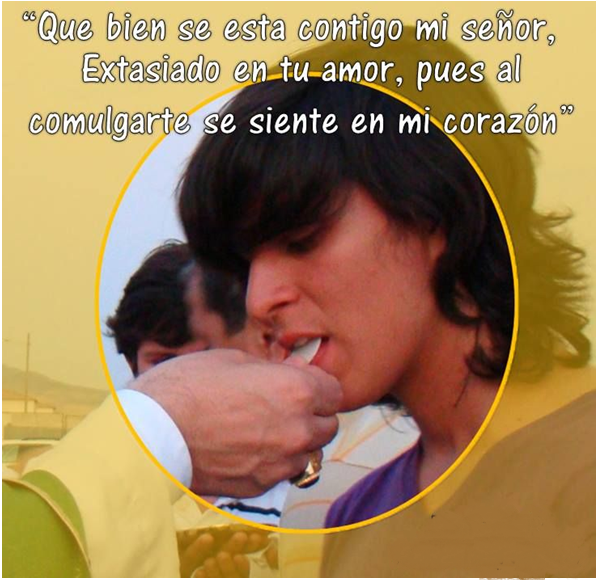 “Que bien se esta contigo mi señor,
Extasiado en tu amor, pues al
comulgarte se siente en mi corazón”